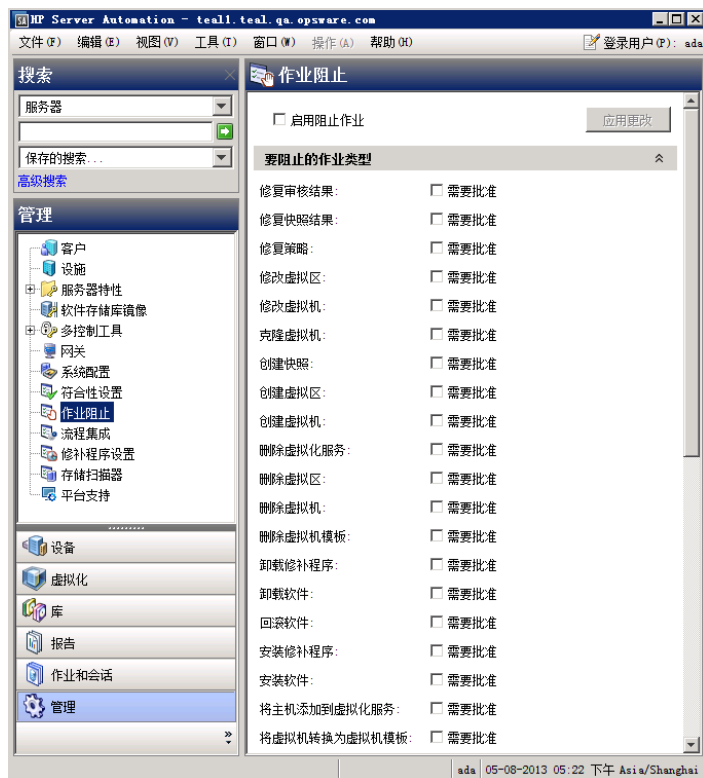 HP Server Automation - teal1.teal.qa.opsware.com
文件(F) 编辑(E) 视图(V) 工具(T) 窗口(W) 操作(A) 帮助(H) 登录用户(P): ada
搜索
服务器
保存的搜索...
高级搜索
管理
客户
设施
服务器特性
软件存储库镜像
多控制工具
网关
系统配置
符合性设置
作业阻止
流程集成
修补程序设置
存储扫描器
平台支持
设备
虚拟化
库
报告
作业和会话
管理
作业阻止
启用阻止作业 应用更改
要阻止的作业类型
修复审核结果: 需要批准
修复快照结果: 需要批准
修复策略: 需要批准
修改虚拟区: 需要批准
修改虚拟机: 需要批准
克隆虚拟机: 需要批准
创建快照: 需要批准
创建虚拟区: 需要批准
创建虚拟机: 需要批准
删除虚拟化服务: 需要批准
删除虚拟区: 需要批准
删除虚拟机: 需要批准
删除虚拟机模板: 需要批准
卸载修补程序: 需要批准
卸载软件: 需要批准
回滚软件: 需要批准
安装修补程序: 需要批准
安装软件: 需要批准
将主机添加到虚拟化服务: 需要批准
将虚拟机转换为虚拟机模板: 需要批准
ada 05-08-2013 05:22 下午 Asia/Shanghai